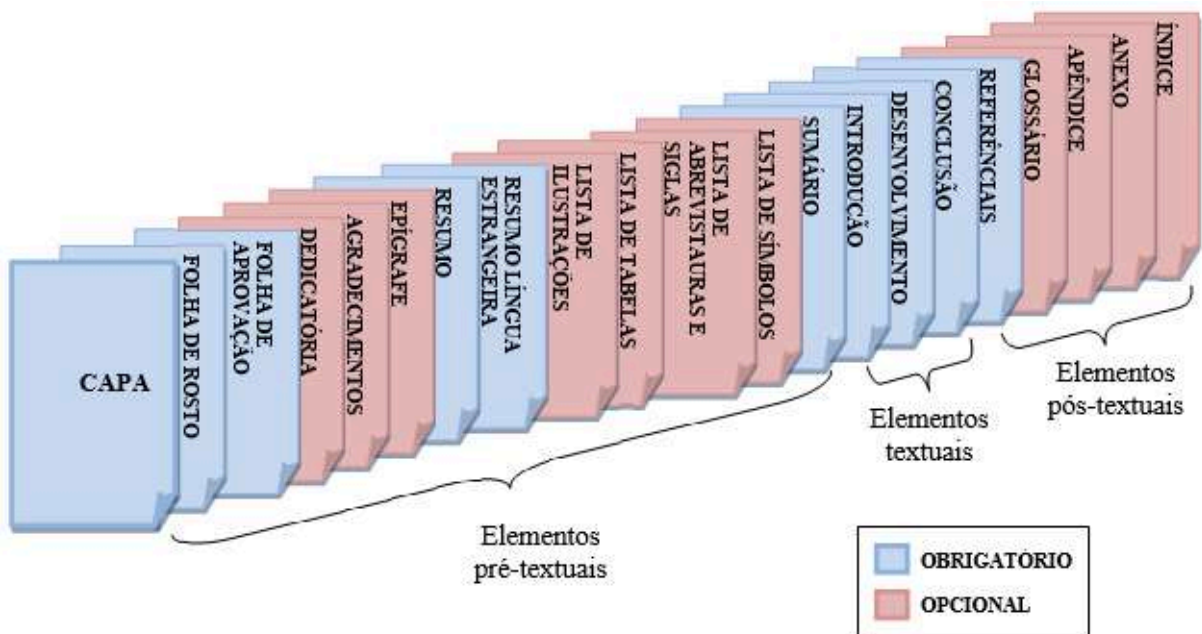 CAPA
FOLHA DE ROSTO
FOLHA DE
APROVAÇÃO
DEDICATÓRIA
AGRADECIMENTOS
EPÍGRAFE
RESUMO
RESUMO LÍNGUA
ESTRANGEIRA
LISTA DE
ILUSTRAÇÕES
LISTA DE TABELAS
LISTA DE
ABREVISTAURAS E
SIGLAS
LISTA DE SÍMBOLOS
SUMÁRIO
INTRODUÇÃO
DESENVOLVIMENTO
CONCLUSÃO
REFERÊNCIAIS
GLOSSÁRIO
APÊNDICE
ANEXO
ÍNDICE
Elementos
pré-textuais
Elementos
textuais
Elementos
pós-textuais
OBRIGATÓRIO
OPCIONAL